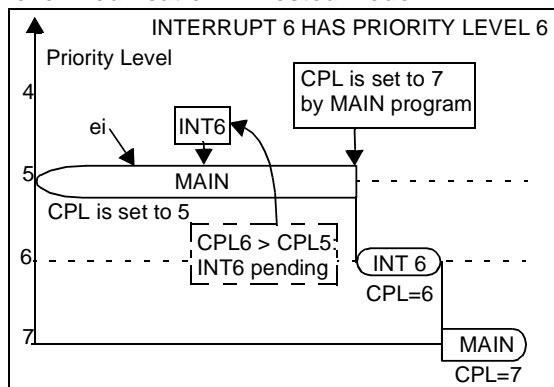 INTERRUPT 6 HAS PRIORITY LEVEL 6
Priority Level
4
CPL is set to 7
by MAIN program
INT6
ei
5
MAIN
CPL is set to 5
CPL6 > CPL5:
INT6 pending
6
INT 6
CPL=6
7
MAIN
CPL=7